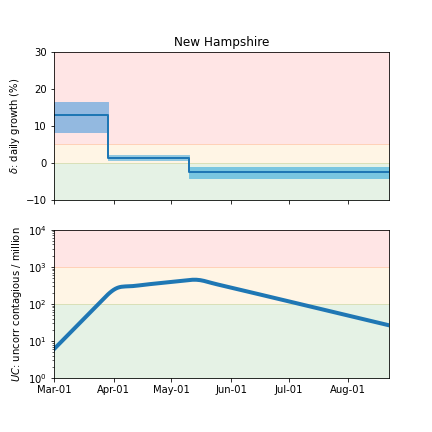 New Hampshire
30
20
10
0
−10
δ: daily growth (%)
10⁴
10³
10²
10¹
10⁰
UC: uncorr contagious / million
Mar-01 Apr-01 May-01 Jun-01 Jul-01 Aug-01